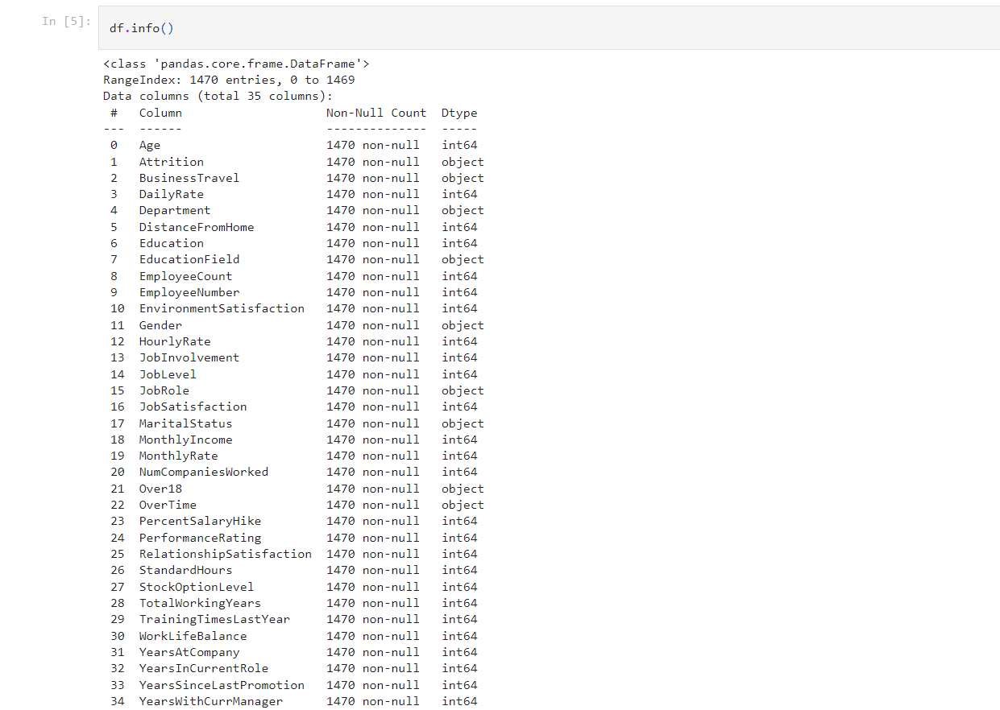 In [5]:
df.info()
<class 'pandas.core.frame.DataFrame'>
RangeIndex: 1470 entries, 0 to 1469
Data columns (total 35 columns):
 #   Column                    Non-Null Count  Dtype
---  ------                    --------------  -----
 0   Age                       1470 non-null   int64
 1   Attrition                 1470 non-null   object
 2   BusinessTravel            1470 non-null   object
 3   DailyRate                 1470 non-null   int64
 4   Department                1470 non-null   object
 5   DistanceFromHome          1470 non-null   int64
 6   Education                 1470 non-null   int64
 7   EducationField            1470 non-null   object
 8   EmployeeCount             1470 non-null   int64
 9   EmployeeNumber            1470 non-null   int64
 10  EnvironmentSatisfaction   1470 non-null   int64
 11  Gender                    1470 non-null   object
 12  HourlyRate                1470 non-null   int64
 13  JobInvolvement            1470 non-null   int64
 14  JobLevel                  1470 non-null   int64
 15  JobRole                   1470 non-null   object
 16  JobSatisfaction           1470 non-null   int64
 17  MaritalStatus             1470 non-null   object
 18  MonthlyIncome             1470 non-null   int64
 19  MonthlyRate               1470 non-null   int64
 20  NumCompaniesWorked        1470 non-null   int64
 21  Over18                    1470 non-null   object
 22  OverTime                  1470 non-null   object
 23  PercentSalaryHike         1470 non-null   int64
 24  PerformanceRating         1470 non-null   int64
 25  RelationshipSatisfaction  1470 non-null   int64
 26  StandardHours             1470 non-null   int64
 27  StockOptionLevel          1470 non-null   int64
 28  TotalWorkingYears         1470 non-null   int64
 29  TrainingTimesLastYear     1470 non-null   int64
 30  WorkLifeBalance           1470 non-null   int64
 31  YearsAtCompany            1470 non-null   int64
 32  YearsInCurrentRole        1470 non-null   int64
 33  YearsSinceLastPromotion   1470 non-null   int64
 34  YearsWithCurrManager      1470 non-null   int64